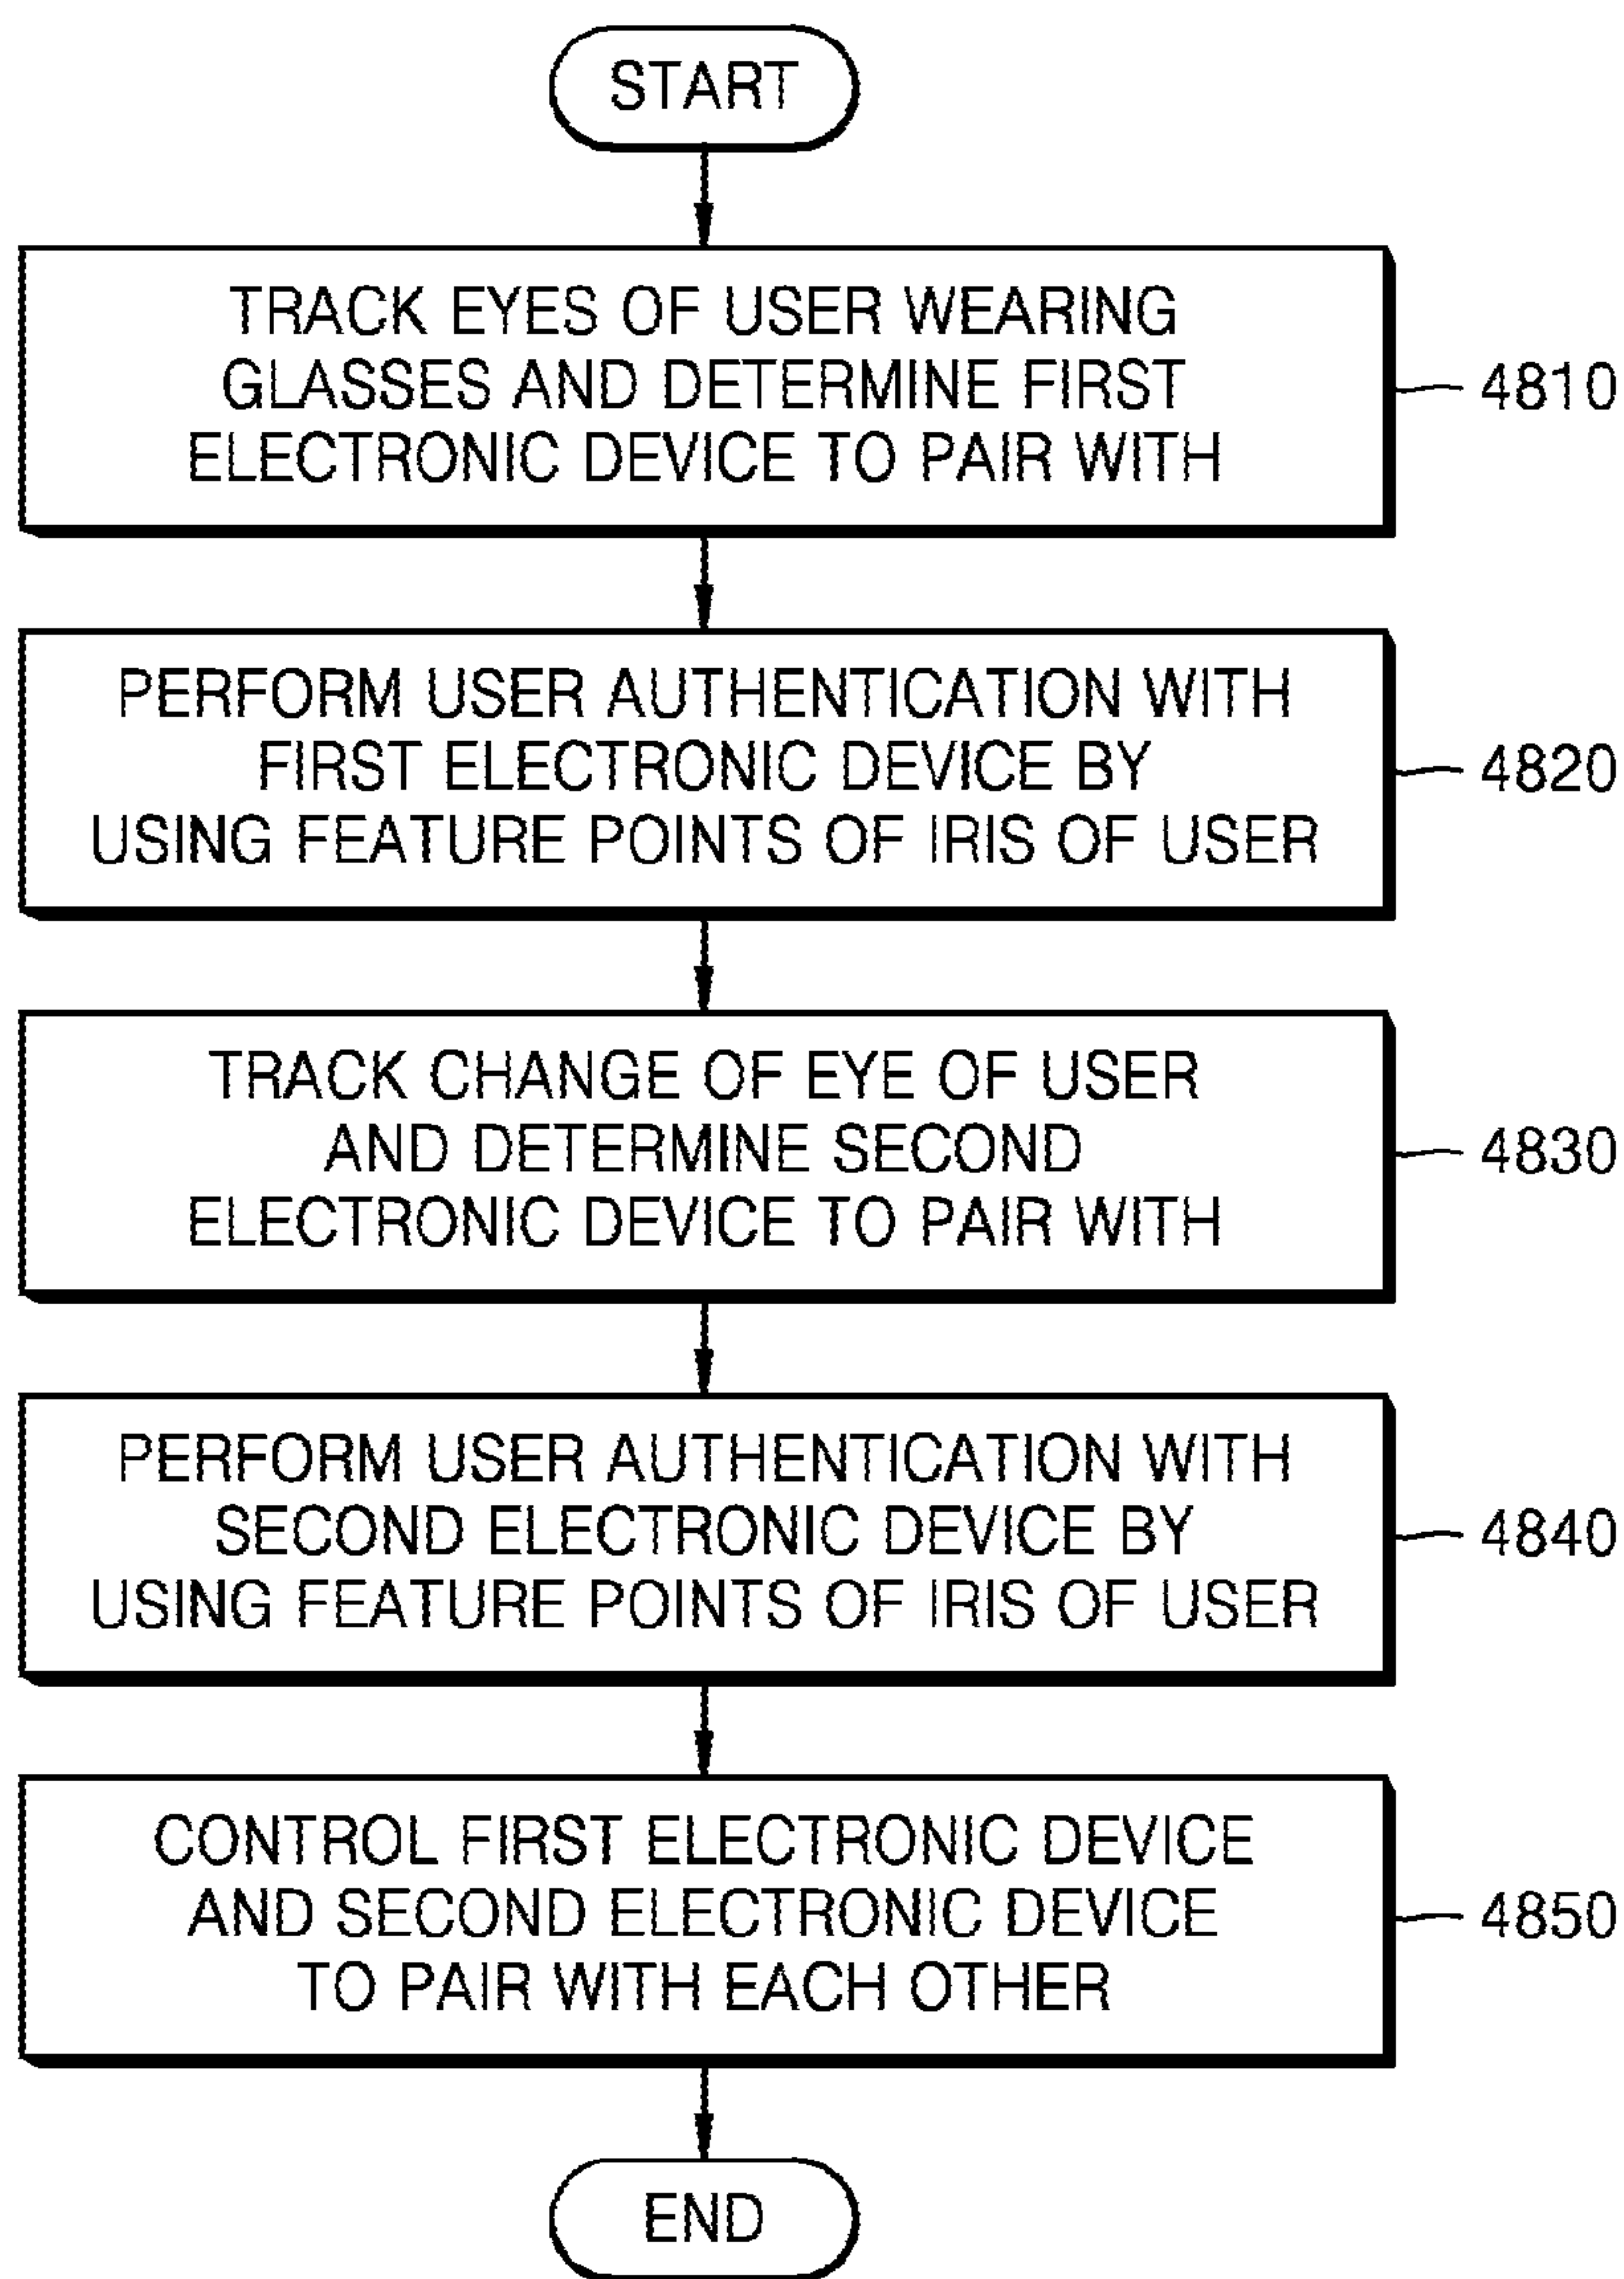 START
TRACK EYES OF USER WEARING
GLASSES AND DETERMINE FIRST
ELECTRONIC DEVICE TO PAIR WITH
4810
PERFORM USER AUTHENTICATION WITH
FIRST ELECTRONIC DEVICE BY
USING FEATURE POINTS OF IRIS OF USER
4820
TRACK CHANGE OF EYE OF USER
AND DETERMINE SECOND
ELECTRONIC DEVICE TO PAIR WITH
4830
PERFORM USER AUTHENTICATION WITH
SECOND ELECTRONIC DEVICE BY
USING FEATURE POINTS OF IRIS OF USER
4840
CONTROL FIRST ELECTRONIC DEVICE
AND SECOND ELECTRONIC DEVICE
TO PAIR WITH EACH OTHER
4850
END